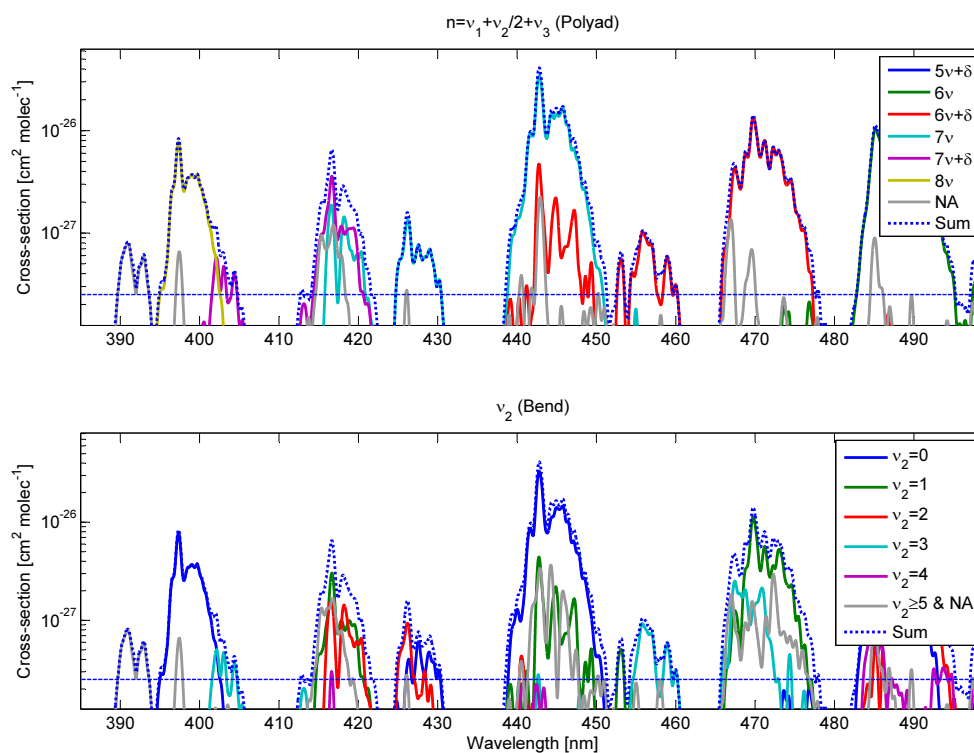 n=ν₁+ν₂/2+ν₃ (Polyad)
Cross-section [cm² molec⁻¹]
10⁻²⁶
10⁻²⁷
390 400 410 420 430 440 450 460 470 480 490
5ν+δ
6ν
6ν+δ
7ν
7ν+δ
8ν
NA
Sum
ν₂ (Bend)
Cross-section [cm² molec⁻¹]
10⁻²⁶
10⁻²⁷
390 400 410 420 430 440 450 460 470 480 490
Wavelength [nm]
ν₂=0
ν₂=1
ν₂=2
ν₂=3
ν₂=4
ν₂≥5 & NA
Sum